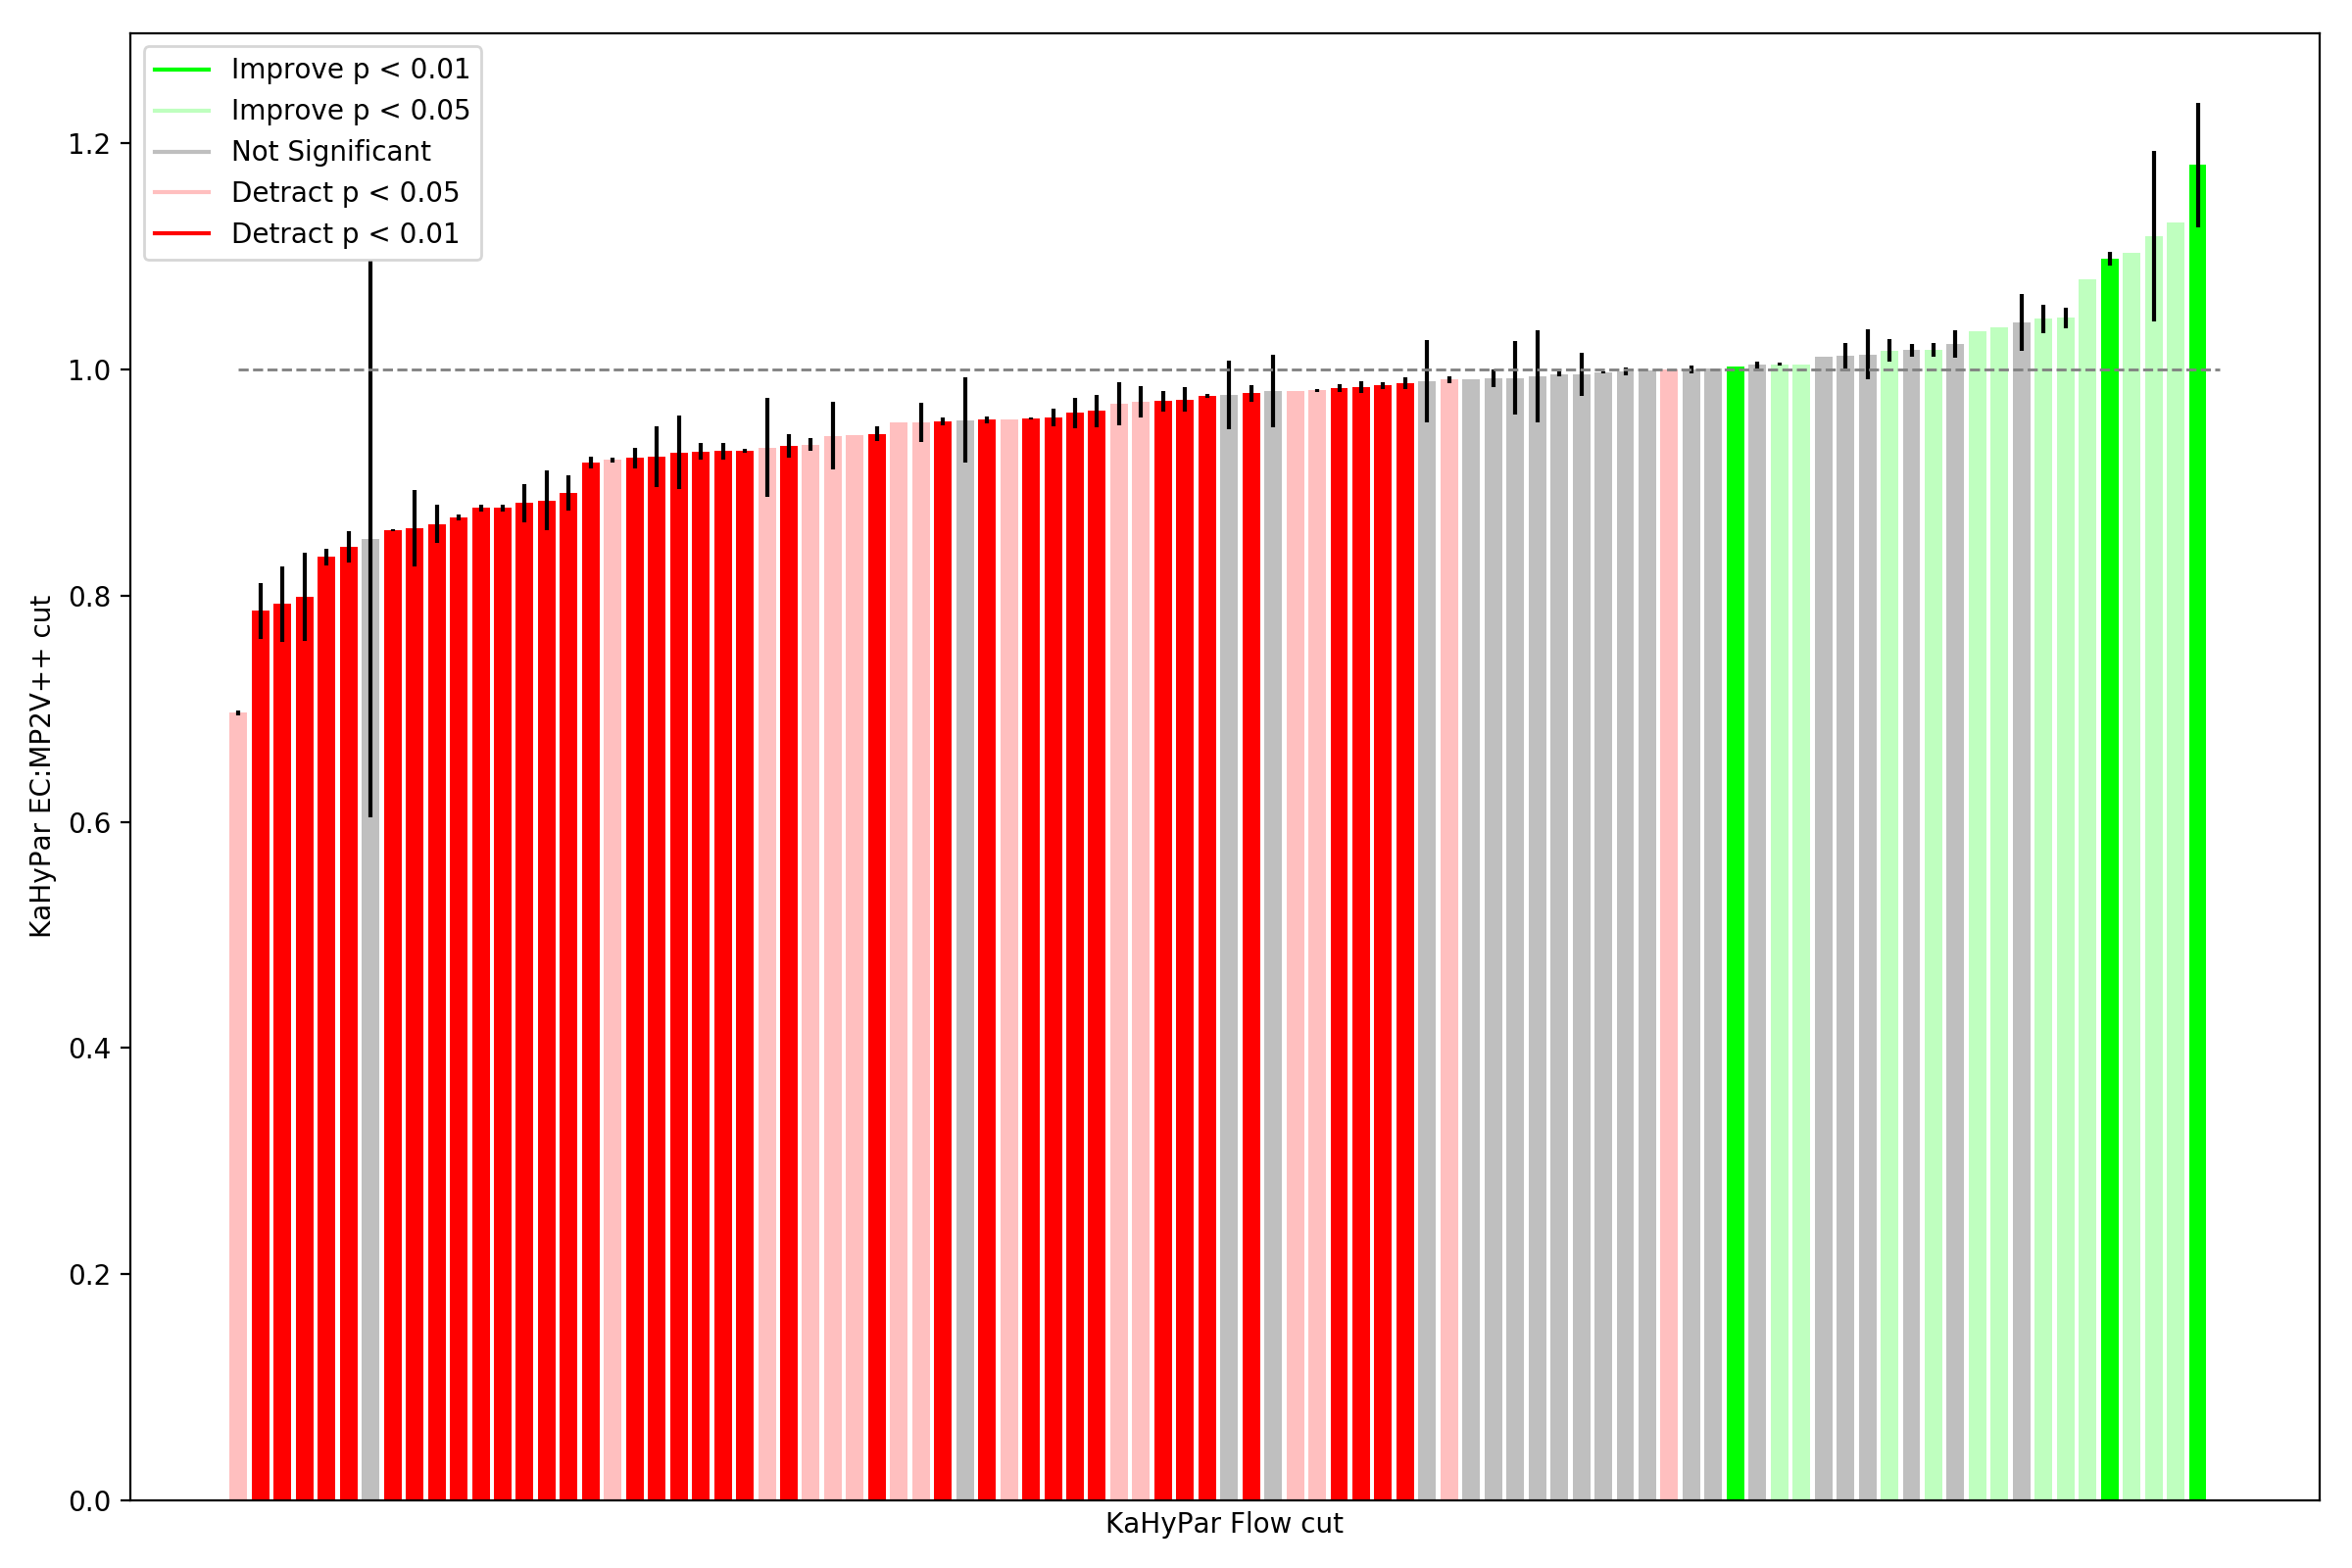 Improve p < 0.01
Improve p < 0.05
Not Significant
Detract p < 0.05
Detract p < 0.01
1.2
1.0
0.8
0.6
0.4
0.2
0.0
KaHyPar EC:MP2V++ cut
KaHyPar Flow cut